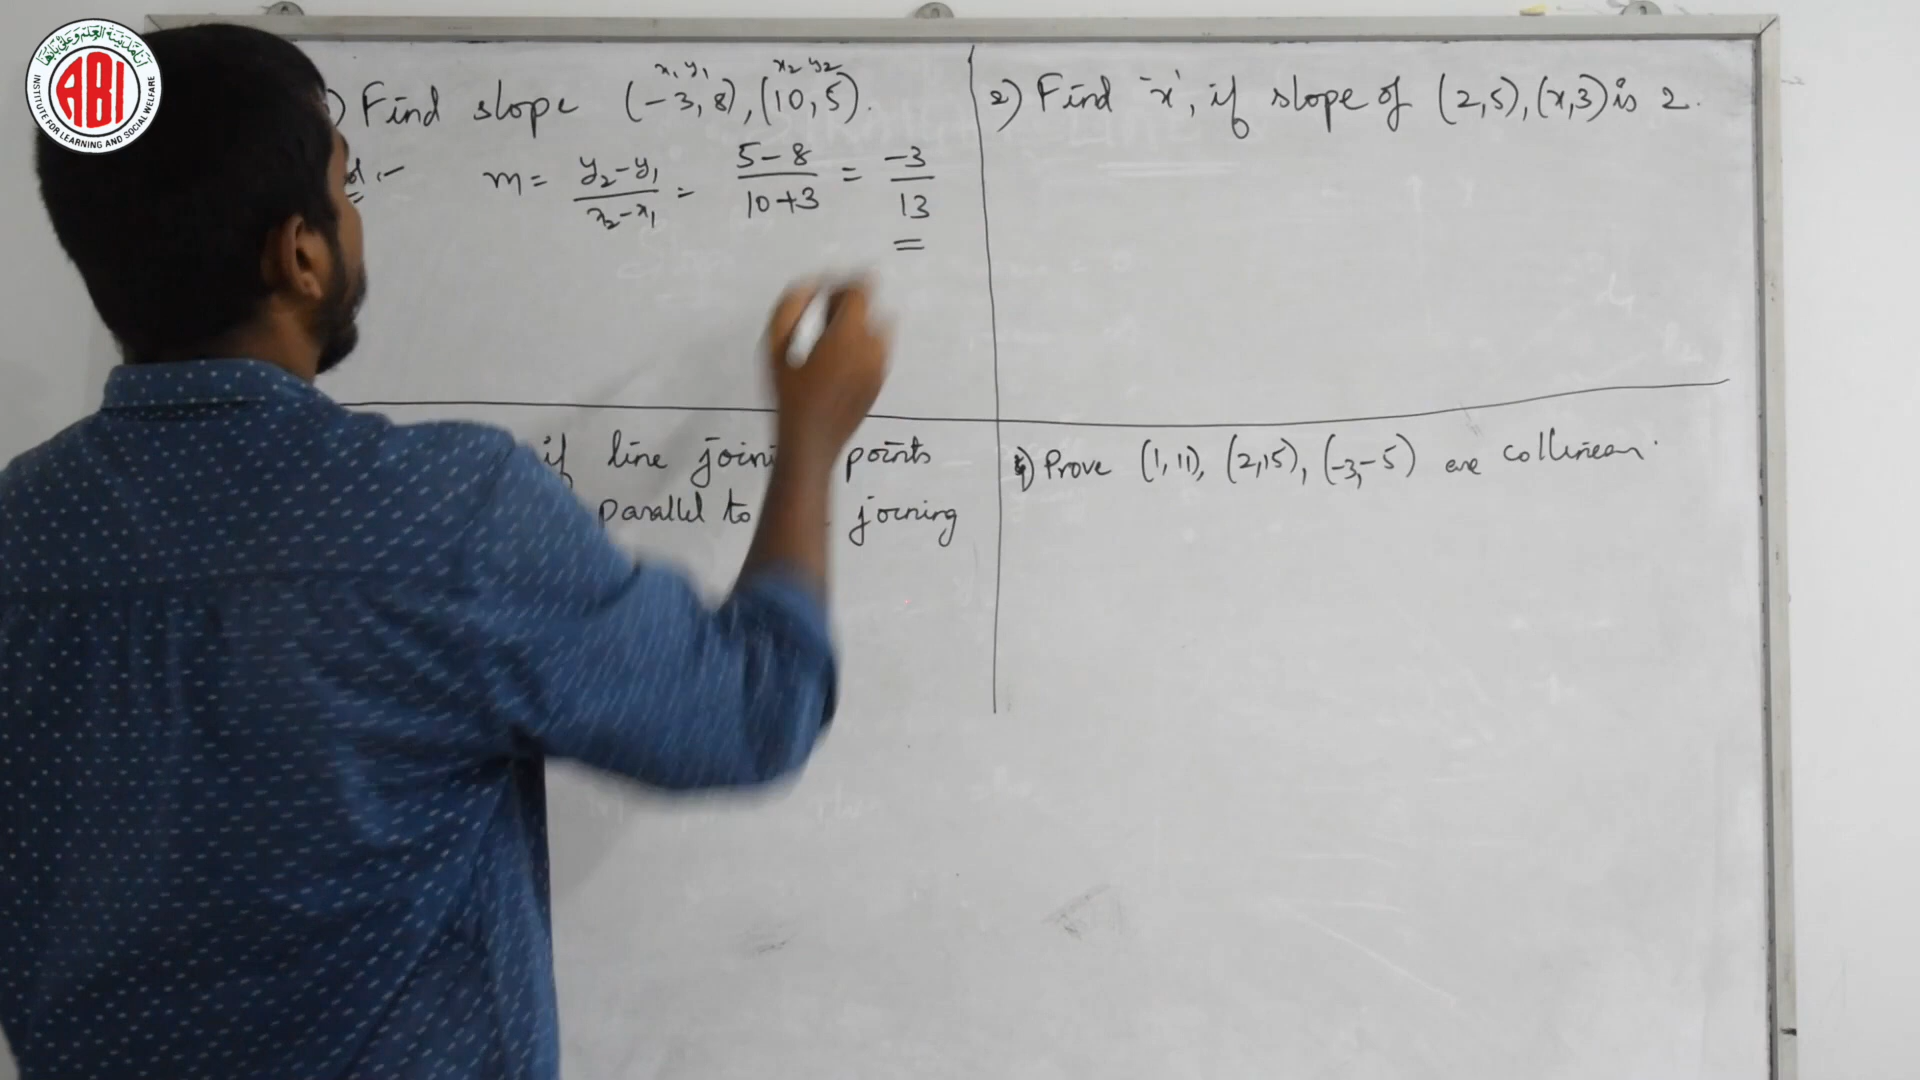 ABI
INSTITUTE FOR LEARNING AND SOCIAL WELFARE
) Find slope (-3, 8), (10, 5).
x₁ y₁ x₂ y₂
m = y₂-y₁ / x₂-x₁ = 5-8 / 10+3 = -3 / 13
2) Find 'x', if slope of (2,5), (x,3) is 2.
if line joini points
parallel to joining
4) Prove (1, 11), (2,15), (-3,-5) are collinear.